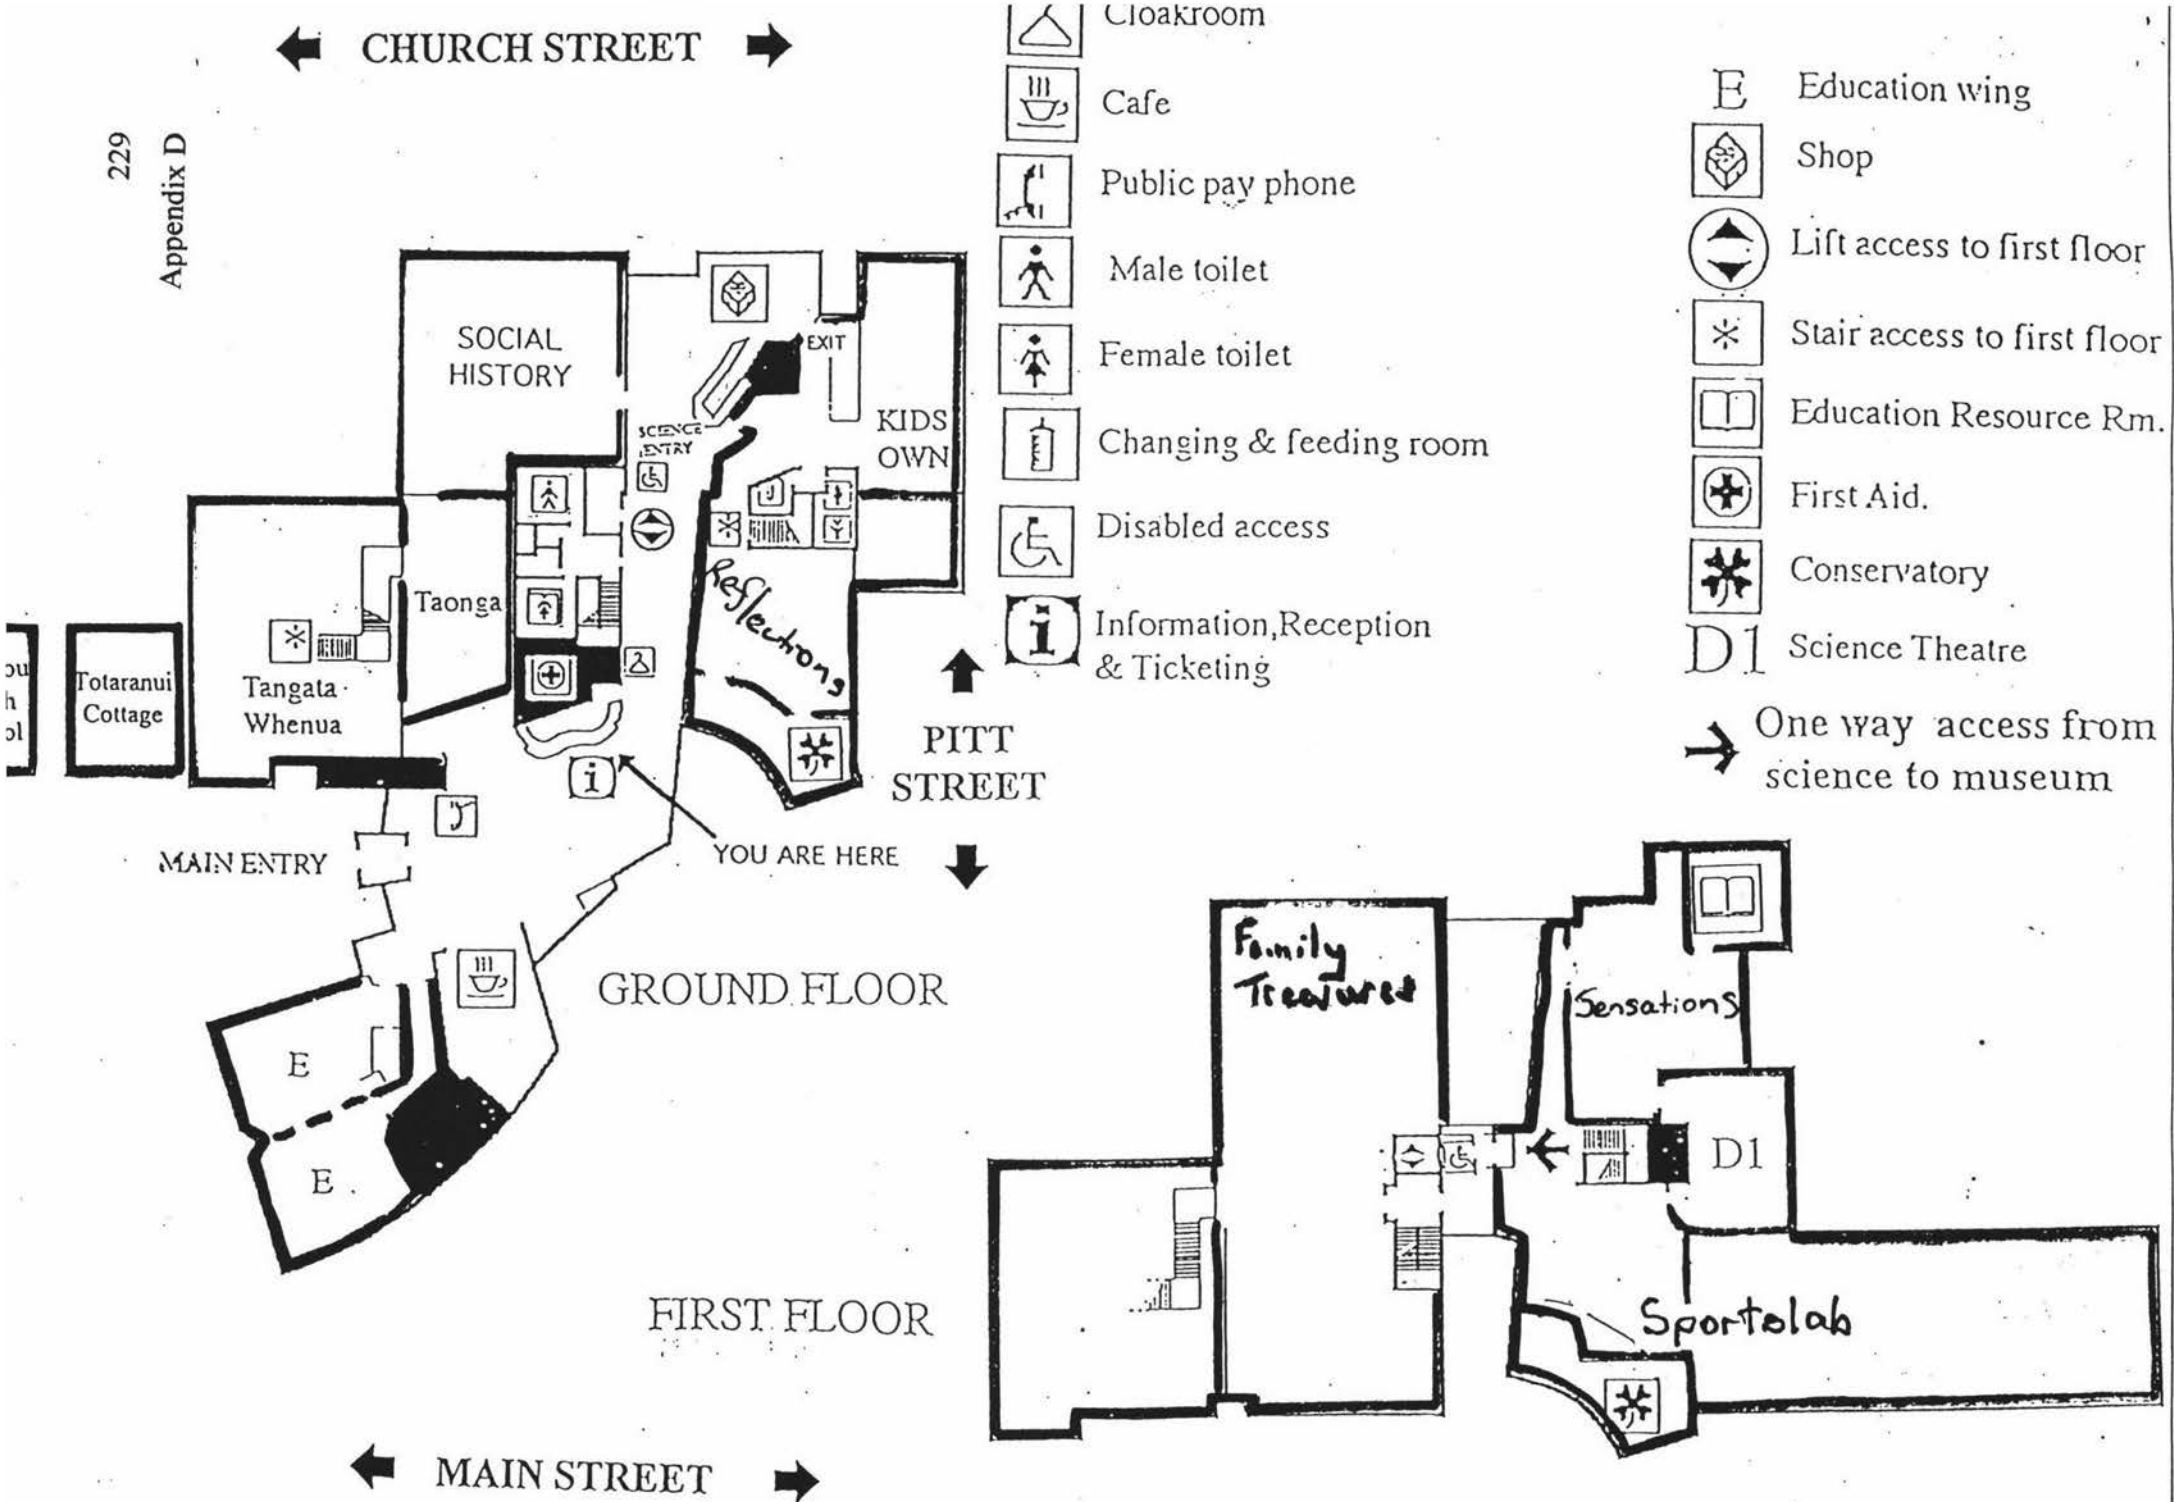 CHURCH STREET
229
Appendix D
Cloakroom
Cafe
Public pay phone
Male toilet
Female toilet
Changing & feeding room
Disabled access
i
Information,Reception
& Ticketing
E
Education wing
Shop
Lift access to first floor
Stair access to first floor
Education Resource Rm.
First Aid.
Conservatory
D1
Science Theatre
One way access from
science to museum
SOCIAL
HISTORY
EXIT
SCIENCE
ENTRY
KIDS
OWN
Taonga
Reflections
Totaranui
Cottage
Tangata
Whenua
i
PITT
STREET
YOU ARE HERE
MAIN ENTRY
GROUND FLOOR
E
E
Family
Treasures
Sensations
D1
Sportslab
FIRST FLOOR
MAIN STREET